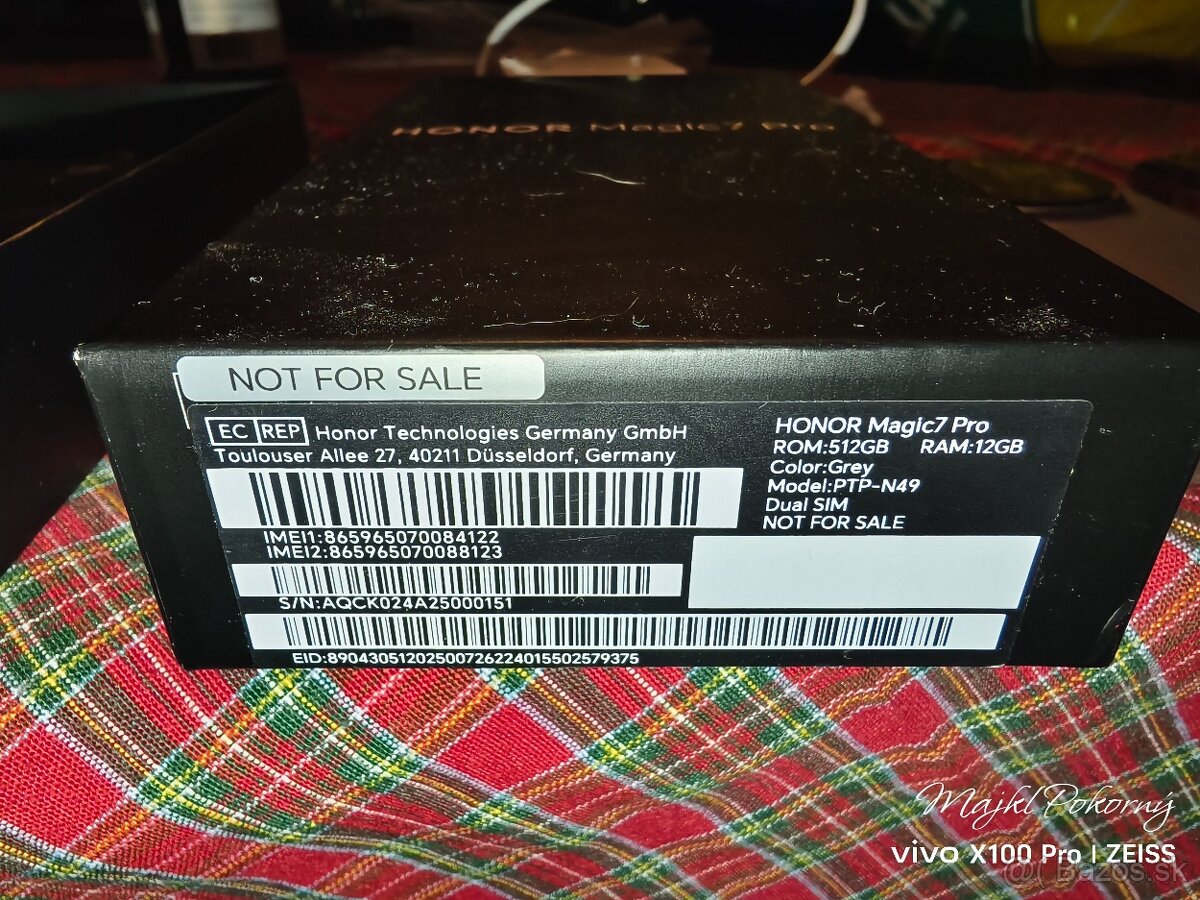 HONOR Magic7 Pro
NOT FOR SALE
EC REP Honor Technologies Germany GmbH
Toulouser Allee 27, 40211 Düsseldorf, Germany
IMEI1:865965070084122
IMEI2:865965070088123
S/N:AQCK024A25000151
EID:89043051202500726224015502579375
HONOR Magic7 Pro
ROM:512GB RAM:12GB
Color:Grey
Model:PTP-N49
Dual SIM
NOT FOR SALE
Majkl Pokorný
vivo X100 Pro | ZEISS
Bazos.sk